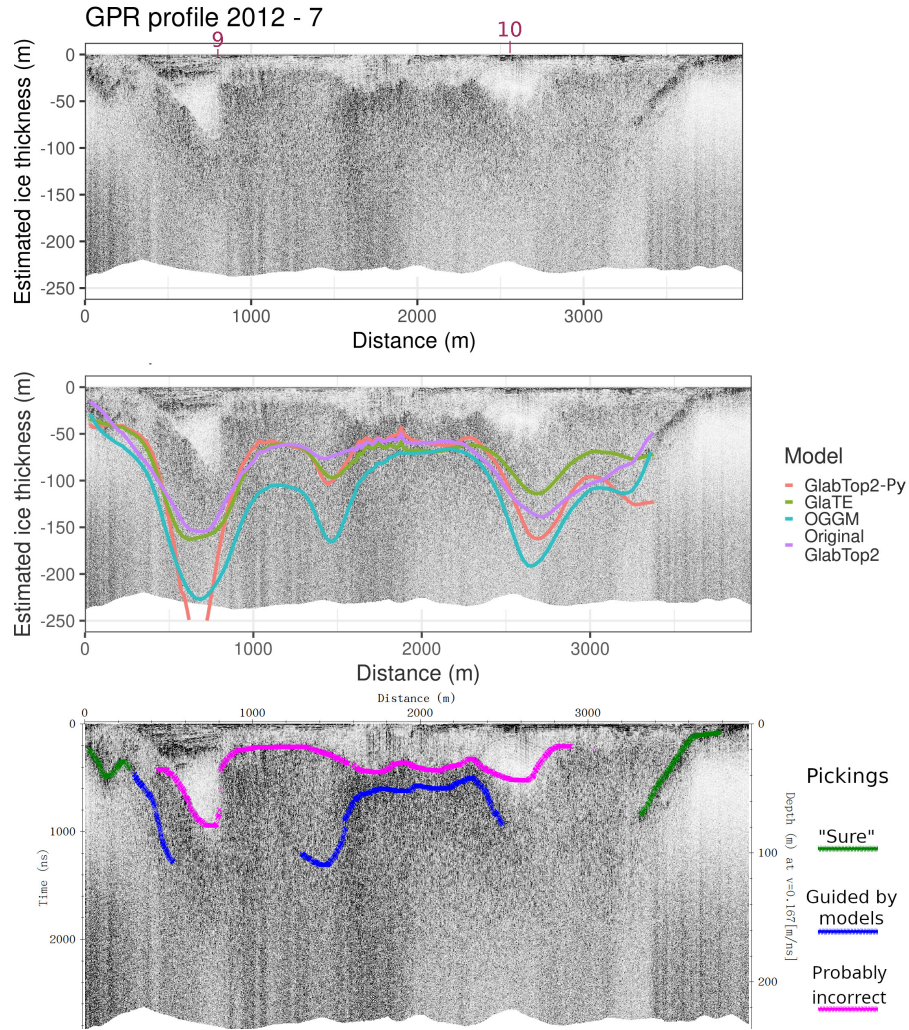 GPR profile 2012 - 7
9
10
Estimated ice thickness (m)
0
-50
-100
-150
-200
-250
0
1000
2000
3000
Distance (m)
Estimated ice thickness (m)
0
-50
-100
-150
-200
-250
0
1000
2000
3000
Distance (m)
Model
GlabTop2-Py
GlaTE
OGGM
Original
GlabTop2
Distance (m)
0
1000
2000
3000
Time (ns)
0
1000
2000
Depth (m) at v=0.167[m/ns]
0
100
200
Pickings
"Sure"
Guided by
models
Probably
incorrect